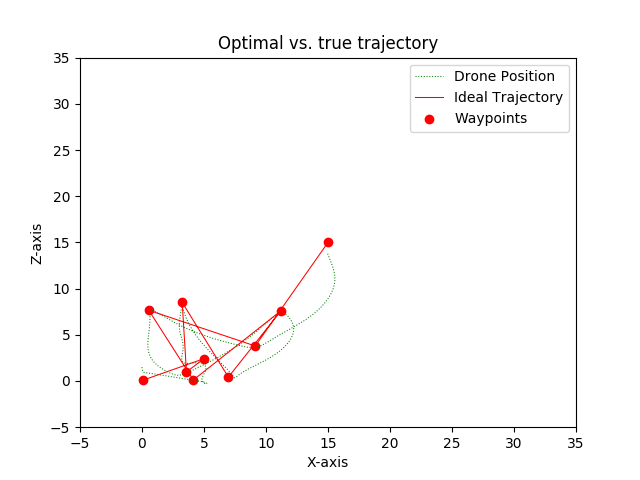 Optimal vs. true trajectory
35
30
25
20
15
10
5
0
−5
Z-axis
Drone Position
Ideal Trajectory
Waypoints
−5 0 5 10 15 20 25 30 35
X-axis